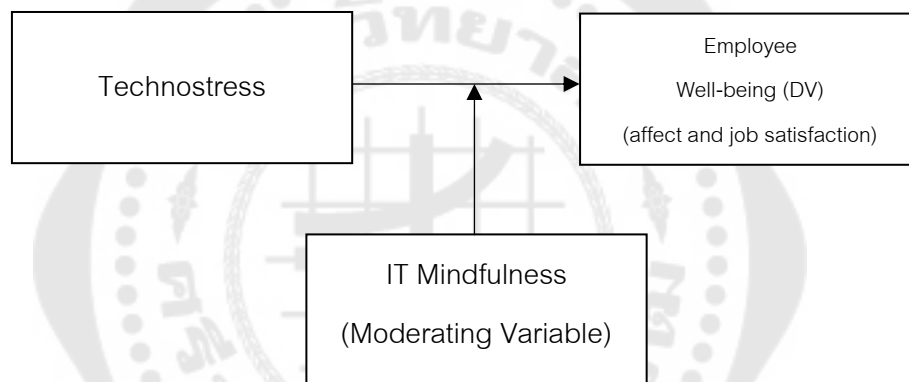 Technostress
Employee
Well-being (DV)
(affect and job satisfaction)
IT Mindfulness
(Moderating Variable)